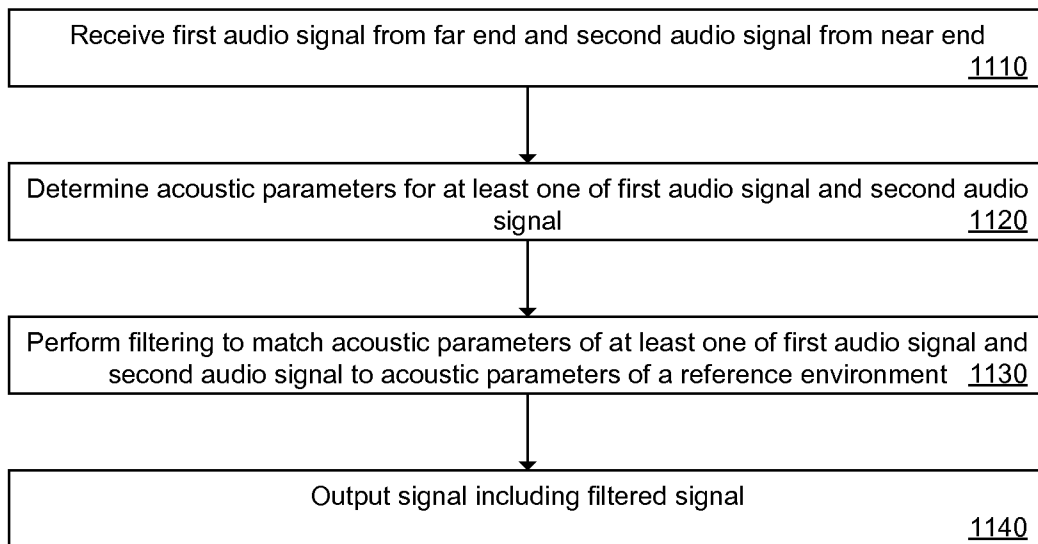 Receive first audio signal from far end and second audio signal from near end
1110
Determine acoustic parameters for at least one of first audio signal and second audio
signal
1120
Perform filtering to match acoustic parameters of at least one of first audio signal and
second audio signal to acoustic parameters of a reference environment 1130
Output signal including filtered signal
1140